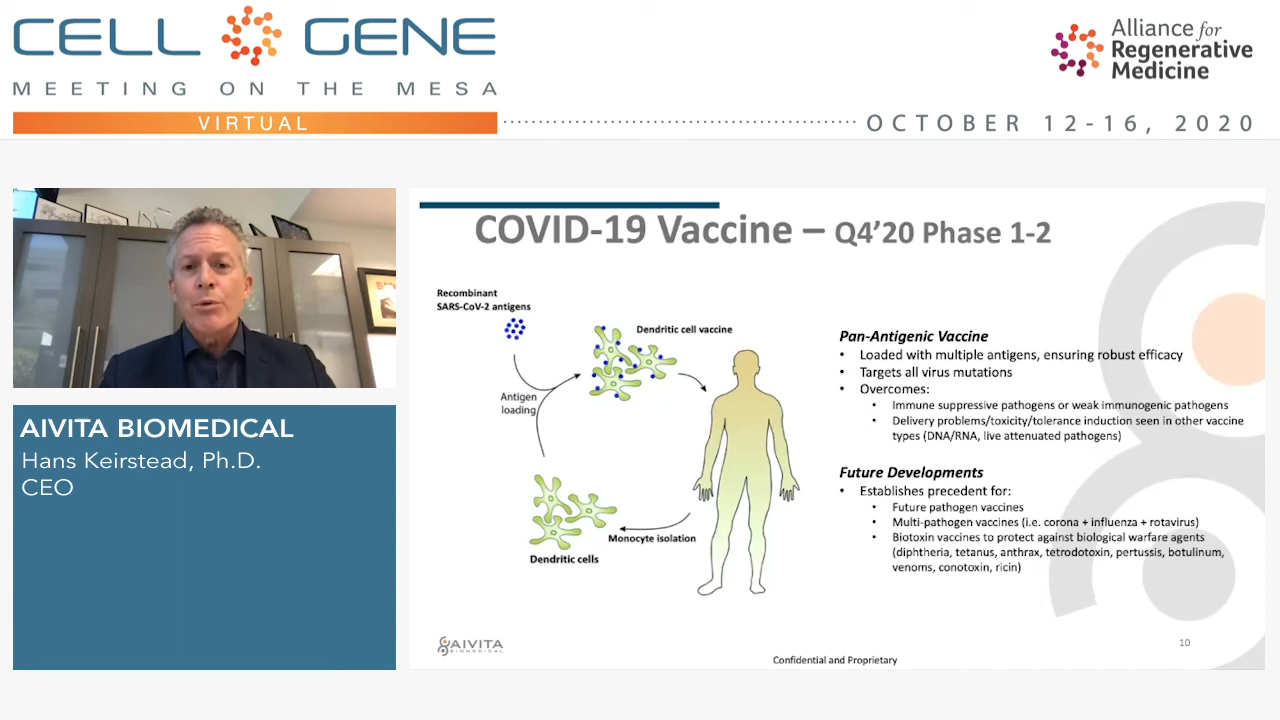 CELL GENE
MEETING ON THE MESA
VIRTUAL
Alliance for
Regenerative
Medicine
OCTOBER 12-16, 2020
AIVITA BIOMEDICAL
Hans Keirstead, Ph.D.
CEO
COVID-19 Vaccine – Q4’20 Phase 1-2
Recombinant
SARS-CoV-2 antigens
Dendritic cell vaccine
Antigen
loading
Monocyte isolation
Dendritic cells
Pan-Antigenic Vaccine
• Loaded with multiple antigens, ensuring robust efficacy
• Targets all virus mutations
• Overcomes:
• Immune suppressive pathogens or weak immunogenic pathogens
• Delivery problems/toxicity/tolerance induction seen in other vaccine
types (DNA/RNA, live attenuated pathogens)
Future Developments
• Establishes precedent for:
• Future pathogen vaccines
• Multi-pathogen vaccines (i.e. corona + influenza + rotavirus)
• Biotoxin vaccines to protect against biological warfare agents
(diphtheria, tetanus, anthrax, tetrodotoxin, pertussis, botulinum,
venoms, conotoxin, ricin)
AIVITA
BIOMEDICAL
10
Confidential and Proprietary